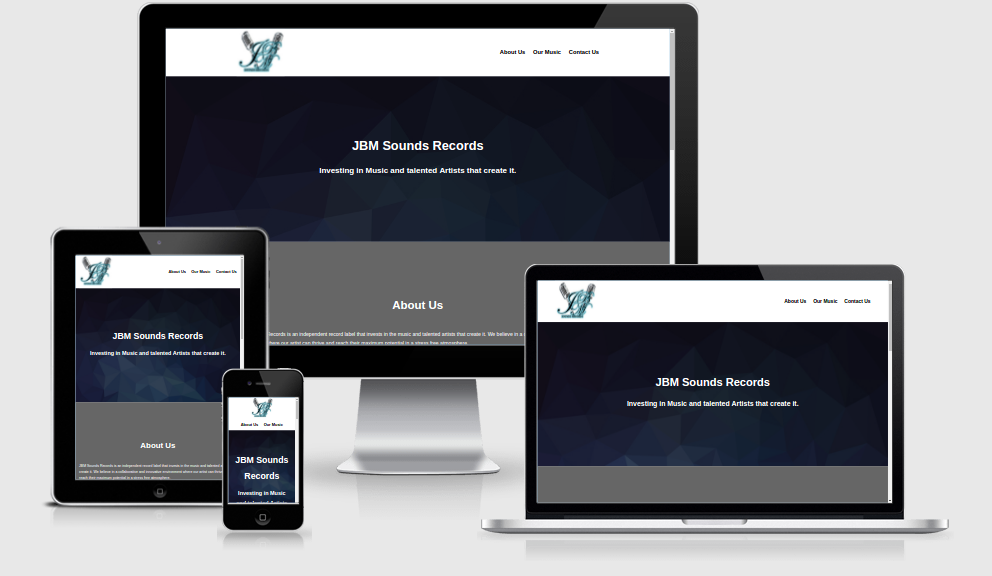 About Us Our Music Contact Us
JBM Sounds Records
Investing in Music and talented Artists that create it.
About Us
ecords is an independent record label that invests in the music and talented artists that create it. We believe in a
where our artist can thrive and reach their maximum potential in a stress free atmosphere.
About Us Our Music Contact Us
JBM Sounds Records
Investing in Music and talented Artists that create it.
About Us
JBM Sounds Records is an independent record label that invests in the music and talented
create it. We believe in a collaborative and innovative environment where our artist can thrive
reach their maximum potential in a stress free atmosphere.
About Us Our Music
JBM Sounds
Records
Investing in Music
and talented Artists
About Us Our Music Contact Us
JBM Sounds Records
Investing in Music and talented Artists that create it.